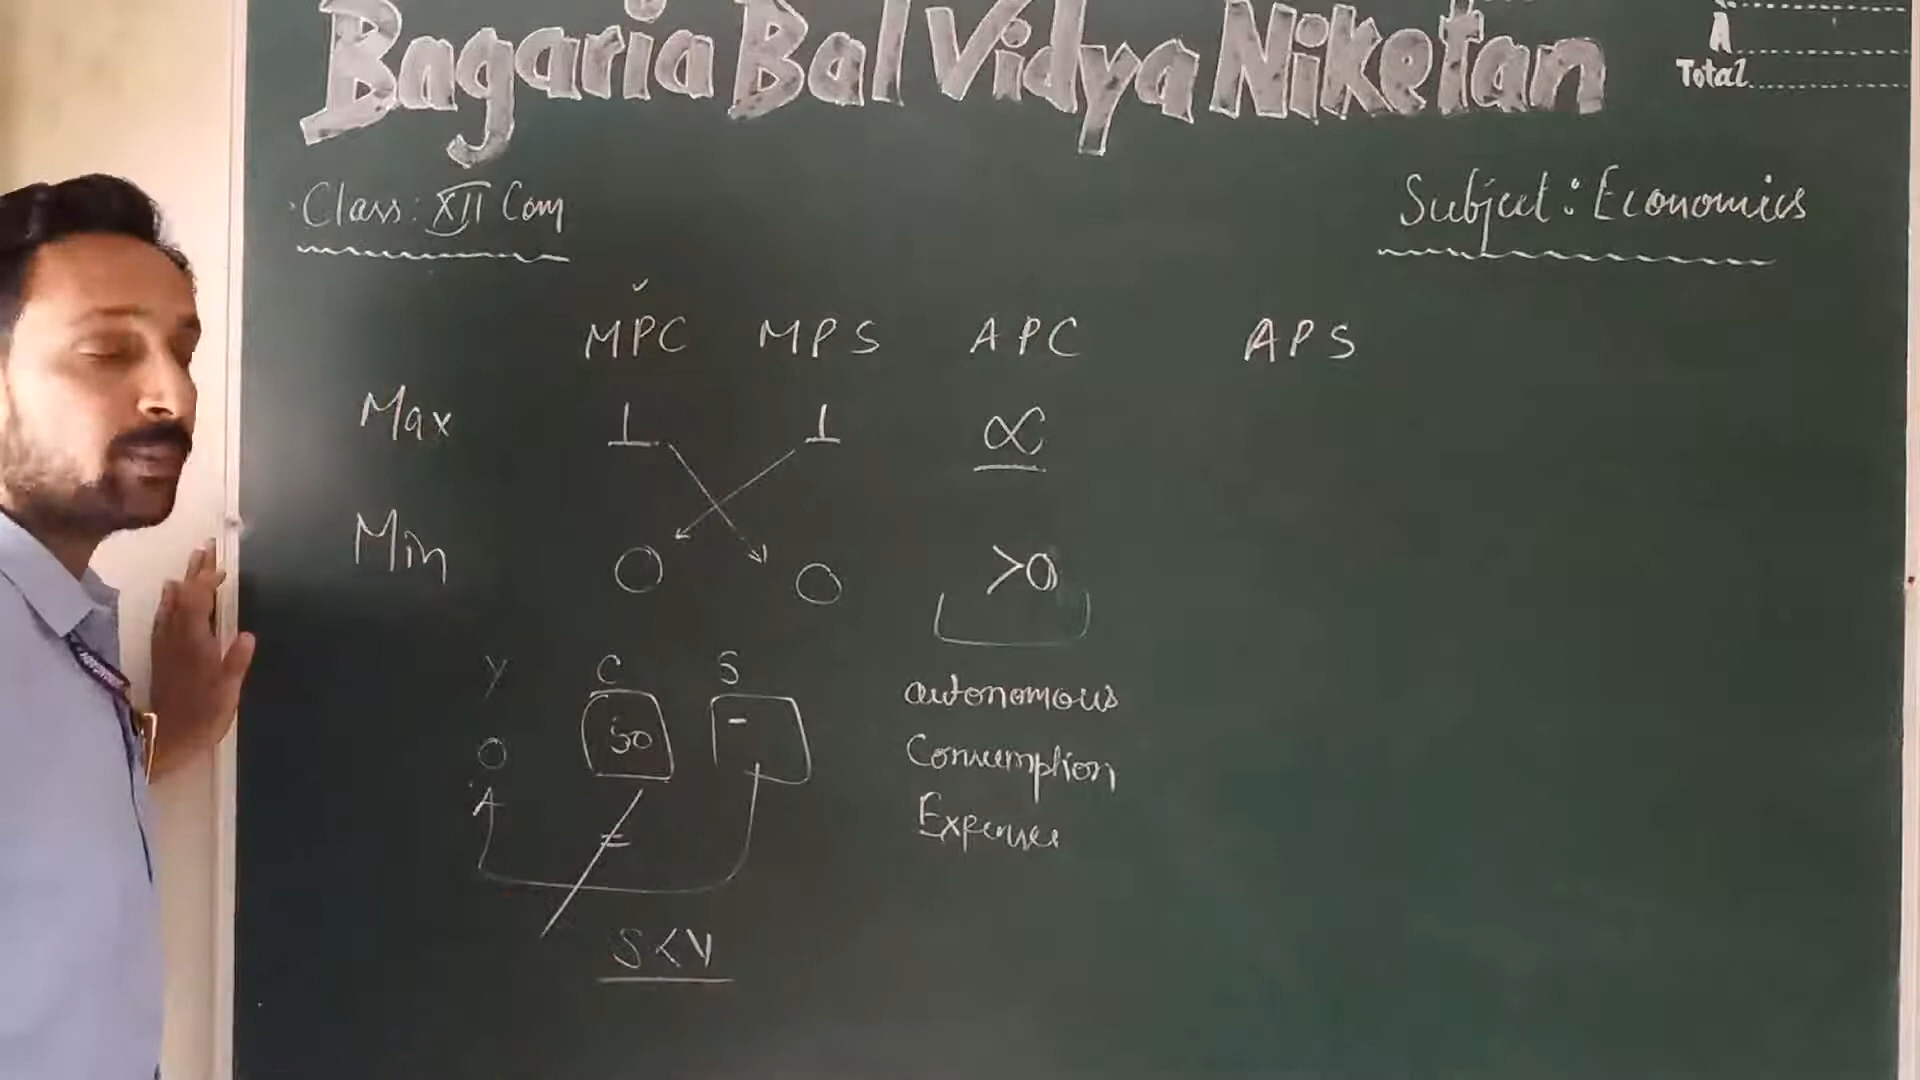 Bagaria Bal Vidya Niketan
A
Total
Class: XII Com
Subject: Economics
MPC MPS APC APS
Max 1 1 ∝
Min 0 0 >0
Y C S
0 50 -
A
autonomous
Consumption
Expenses
S<Y